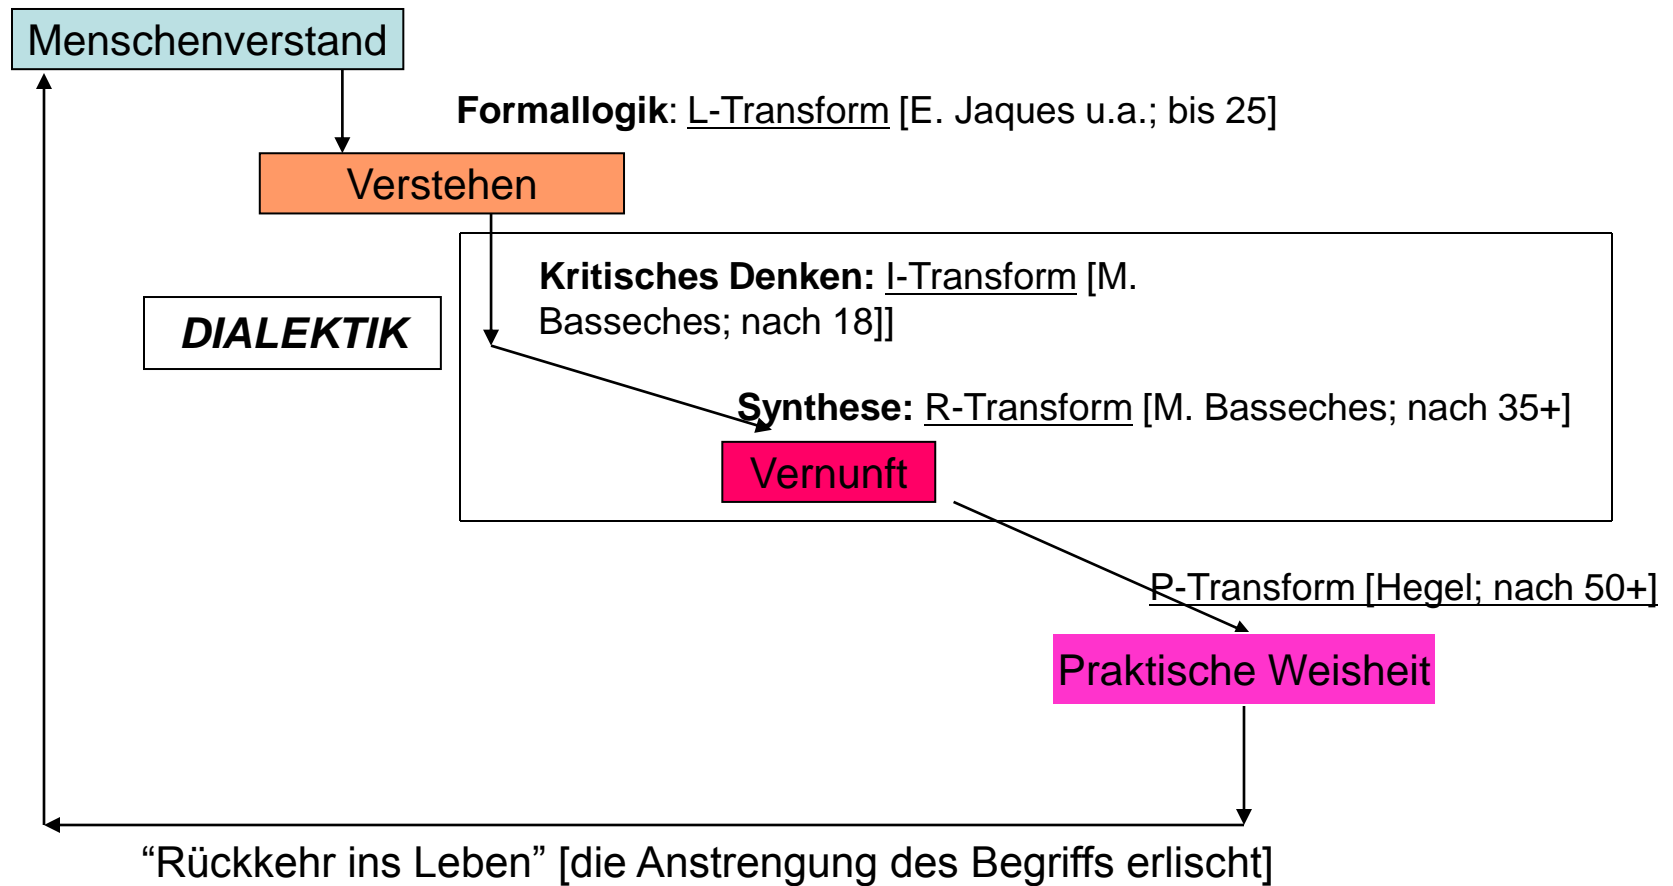 Menschenverstand
Formallogik: L-Transform [E. Jaques u.a.; bis 25]
Verstehen
Kritisches Denken: I-Transform [M.
Basseches; nach 18]]
DIALEKTIK
Synthese: R-Transform [M. Basseches; nach 35+]
Vernunft
P-Transform [Hegel; nach 50+]
Praktische Weisheit
“Rückkehr ins Leben” [die Anstrengung des Begriffs erlischt]